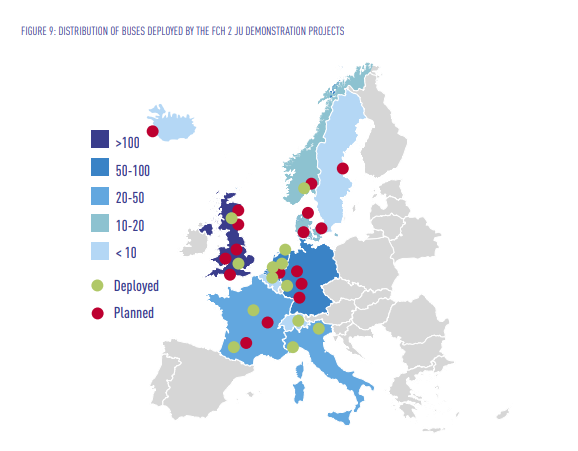 FIGURE 9: DISTRIBUTION OF BUSES DEPLOYED BY THE FCH 2 JU DEMONSTRATION PROJECTS
>100
50-100
20-50
10-20
< 10
Deployed
Planned